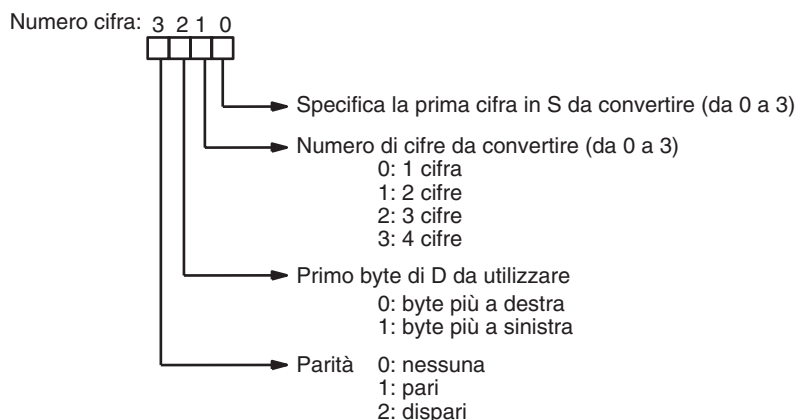 Numero cifra: 3 2 1 0
Specifica la prima cifra in S da convertire (da 0 a 3)
Numero di cifre da convertire (da 0 a 3)
0: 1 cifra
1: 2 cifre
2: 3 cifre
3: 4 cifre
Primo byte di D da utilizzare
0: byte più a destra
1: byte più a sinistra
Parità 0: nessuna
1: pari
2: dispari